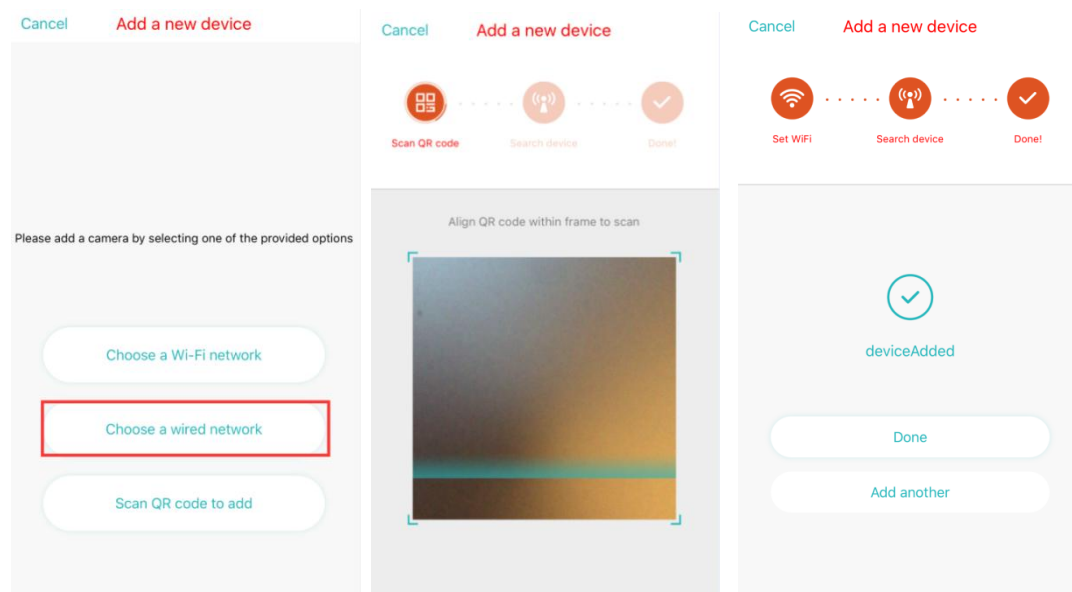 Cancel Add a new device
Please add a camera by selecting one of the provided options
Choose a Wi-Fi network
Choose a wired network
Scan QR code to add
Cancel Add a new device
Scan QR code Search device Done!
Align QR code within frame to scan
Cancel Add a new device
Set WiFi Search device Done!
deviceAdded
Done
Add another